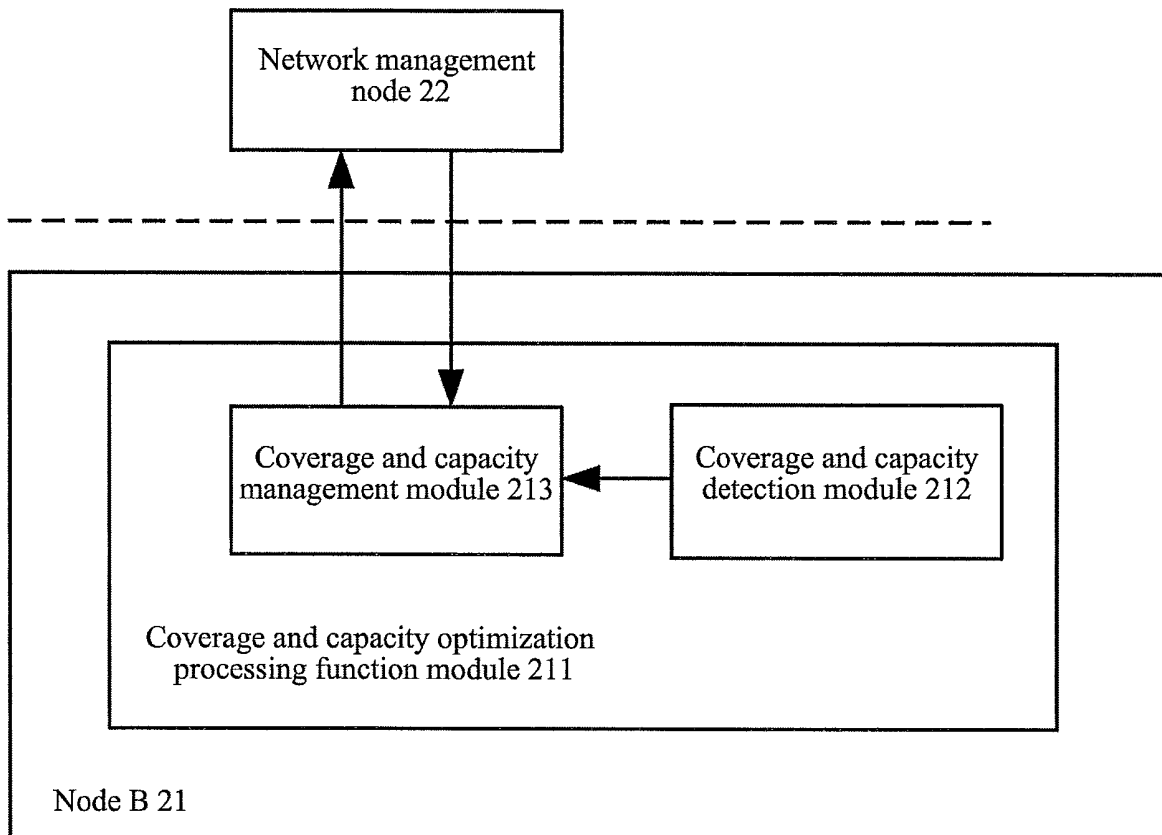 Network management
node 22
Coverage and capacity
management module 213
Coverage and capacity
detection module 212
Coverage and capacity optimization
processing function module 211
Node B 21